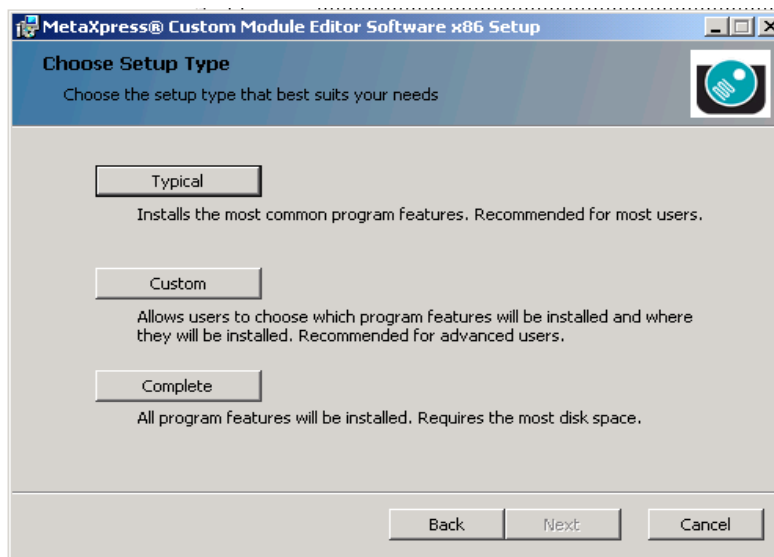 MetaXpress® Custom Module Editor Software x86 Setup
Choose Setup Type
Choose the setup type that best suits your needs
Typical
Installs the most common program features. Recommended for most users.
Custom
Allows users to choose which program features will be installed and where
they will be installed. Recommended for advanced users.
Complete
All program features will be installed. Requires the most disk space.
Back Next Cancel